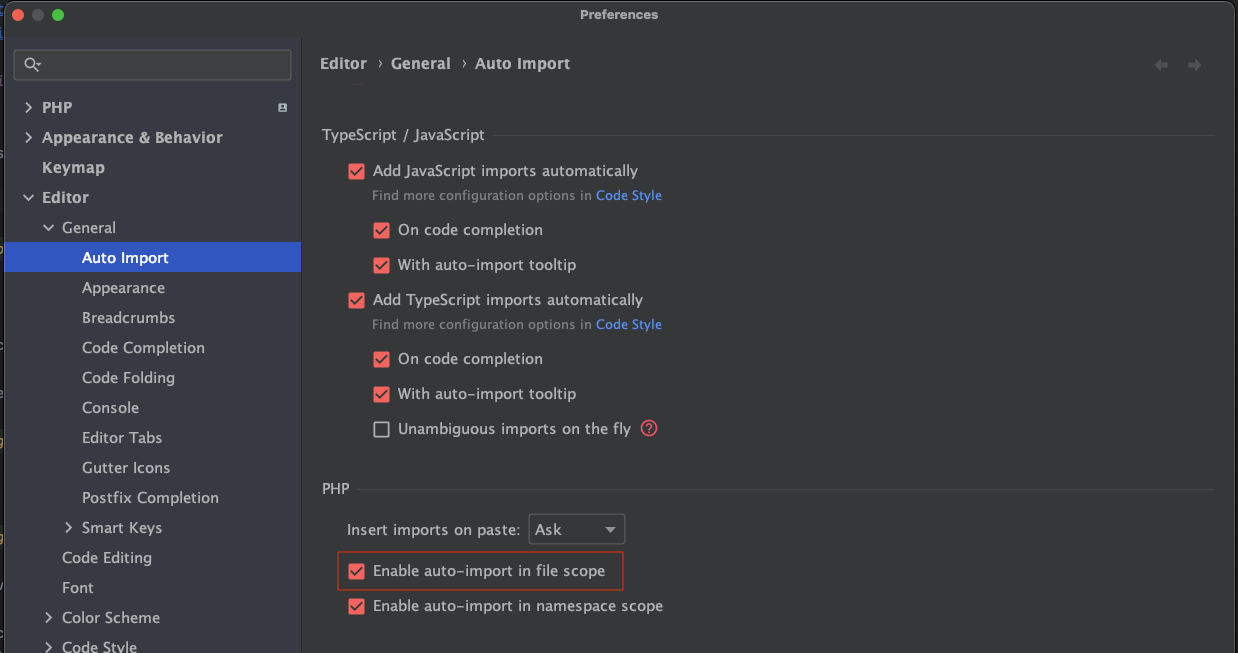 Preferences
PHP
Appearance & Behavior
Keymap
Editor
General
Auto Import
Appearance
Breadcrumbs
Code Completion
Code Folding
Console
Editor Tabs
Gutter Icons
Postfix Completion
Smart Keys
Code Editing
Font
Color Scheme
Code Style
Editor › General › Auto Import
TypeScript / JavaScript
Add JavaScript imports automatically
Find more configuration options in Code Style
On code completion
With auto-import tooltip
Add TypeScript imports automatically
Find more configuration options in Code Style
On code completion
With auto-import tooltip
Unambiguous imports on the fly ?
PHP
Insert imports on paste: Ask
Enable auto-import in file scope
Enable auto-import in namespace scope